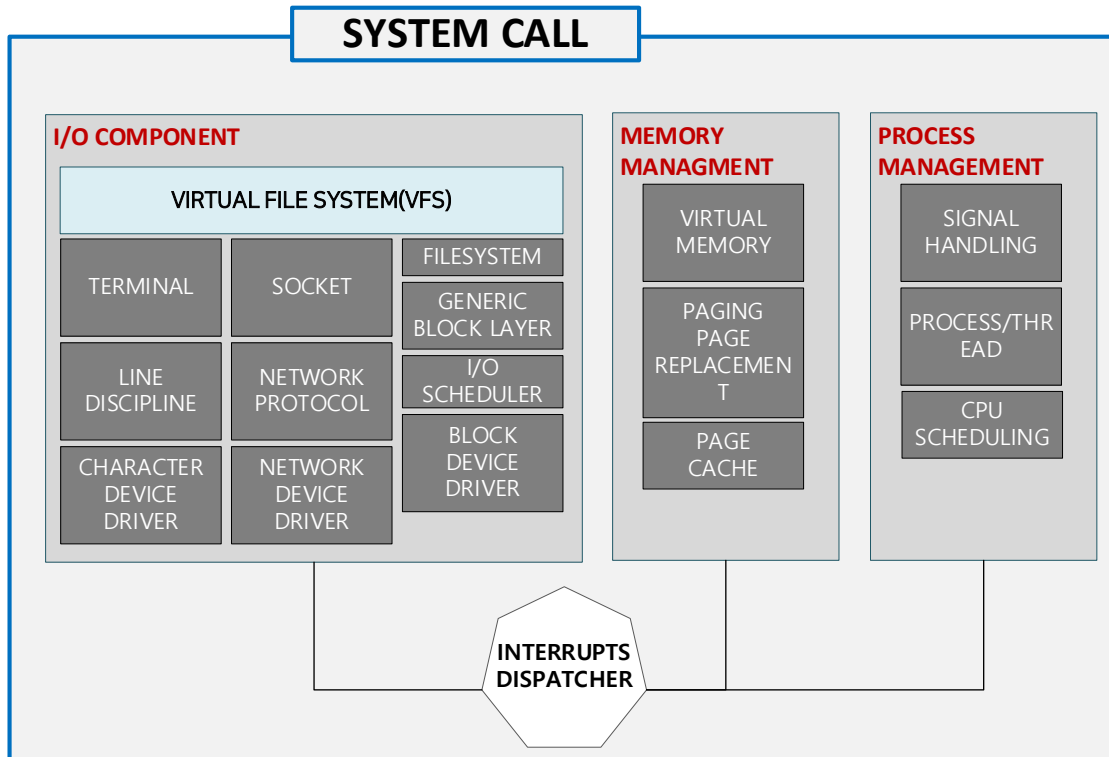 SYSTEM CALL
I/O COMPONENT
VIRTUAL FILE SYSTEM(VFS)
TERMINAL
SOCKET
FILESYSTEM
GENERIC
BLOCK LAYER
LINE
DISCIPLINE
NETWORK
PROTOCOL
I/O
SCHEDULER
CHARACTER
DEVICE
DRIVER
NETWORK
DEVICE
DRIVER
BLOCK
DEVICE
DRIVER
MEMORY
MANAGMENT
VIRTUAL
MEMORY
PAGING
PAGE
REPLACEMEN
T
PAGE
CACHE
PROCESS
MANAGEMENT
SIGNAL
HANDLING
PROCESS/THR
EAD
CPU
SCHEDULING
INTERRUPTS
DISPATCHER